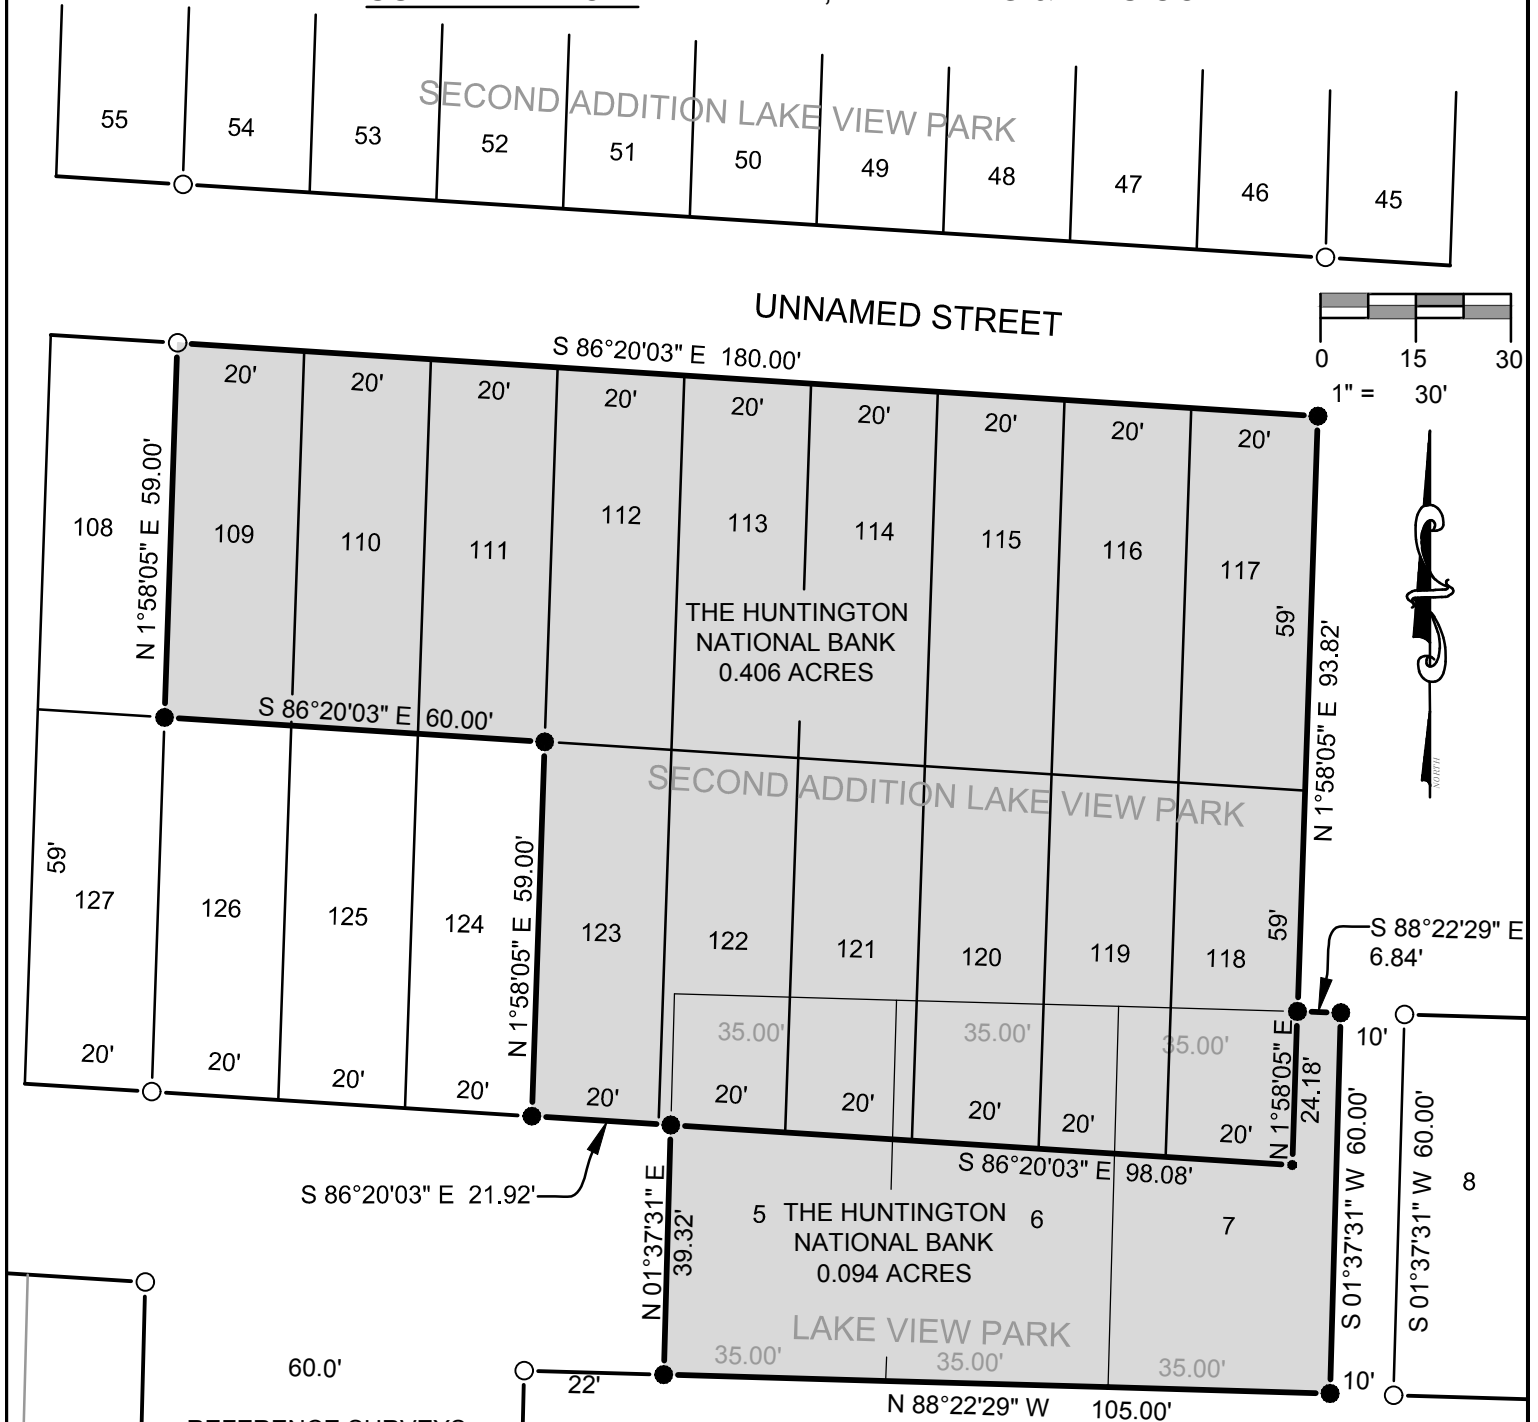 SECOND ADDITION LAKE VIEW PARK
55
54
53
52
51
50
49
48
47
46
45
UNNAMED STREET
0 15 30
1" = 30'
S 86°20'03" E 180.00'
20'
20'
20'
20'
20'
20'
20'
20'
20'
N 1°58'05" E 59.00'
108
109
110
111
112
113
114
115
116
117
59'
N 1°58'05" E 93.82'
THE HUNTINGTON
NATIONAL BANK
0.406 ACRES
NORTH
S 86°20'03" E 60.00'
SECOND ADDITION LAKE VIEW PARK
59'
127
126
125
124
N 1°58'05" E 59.00'
123
122
121
120
119
118
59'
S 88°22'29" E
6.84'
35.00'
35.00'
35.00'
10'
20'
20'
20'
20'
20'
20'
20'
20'
20'
20'
N 1°58'05" E
24.18'
S 86°20'03" E 98.08'
S 86°20'03" E 21.92'
N 01°37'31" E
39.32'
5
THE HUNTINGTON
NATIONAL BANK
0.094 ACRES
6
7
8
S 01°37'31" W 60.00'
S 01°37'31" W 60.00'
LAKE VIEW PARK
35.00'
35.00'
35.00'
60.0'
22'
10'
N 88°22'29" W 105.00'
REFERENCE SURVEYS